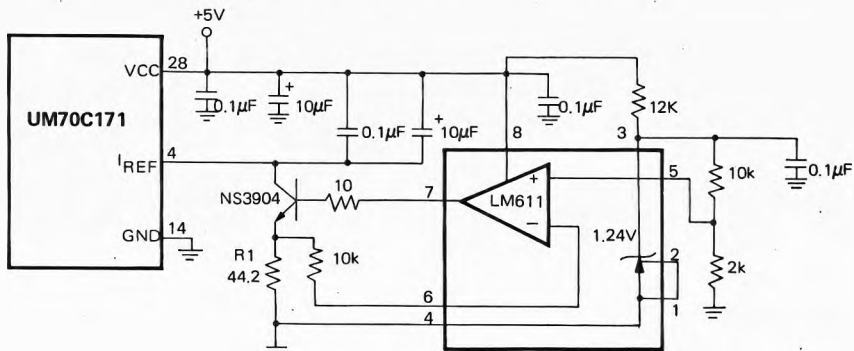 +5V
VCC
28
0.1µF
+
10µF
0.1µF
+
10µF
0.1µF
12K
UM70C171
8
3
IREF
4
5
10k
0.1µF
NS3904
10
7
+
LM611
−
1.24V
GND
14
R1
44.2
10k
2
2k
6
4
1